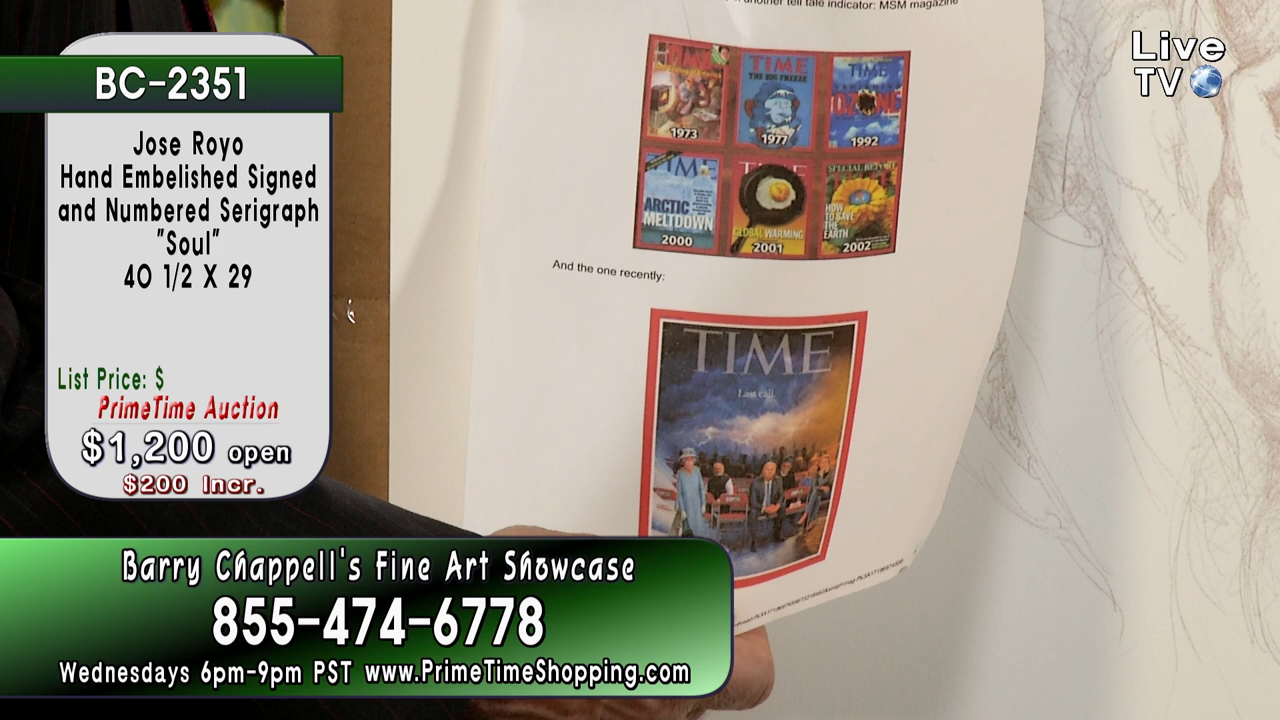 another tell tale indicator: MSM magazine
Live
TV
BC-2351
Jose Royo
Hand Embelished Signed
and Numbered Serigraph
"Soul"
40 1/2 X 29
List Price: $
PrimeTime Auction
$1,200 open
$200 Incr.
TIME
THE BIG FREEZE
TIME
OZONE
1973
1977
1992
TIME
TIME
SPECIAL REPORT
ARCTIC
MELTDOWN
GLOBAL WARMING
HOW
TO SAVE
THE
EARTH
2000
2001
2002
And the one recently:
TIME
Last call.
Barry Chappell's Fine Art Showcase
855-474-6778
Wednesdays 6pm-9pm PST www.PrimeTimeShopping.com